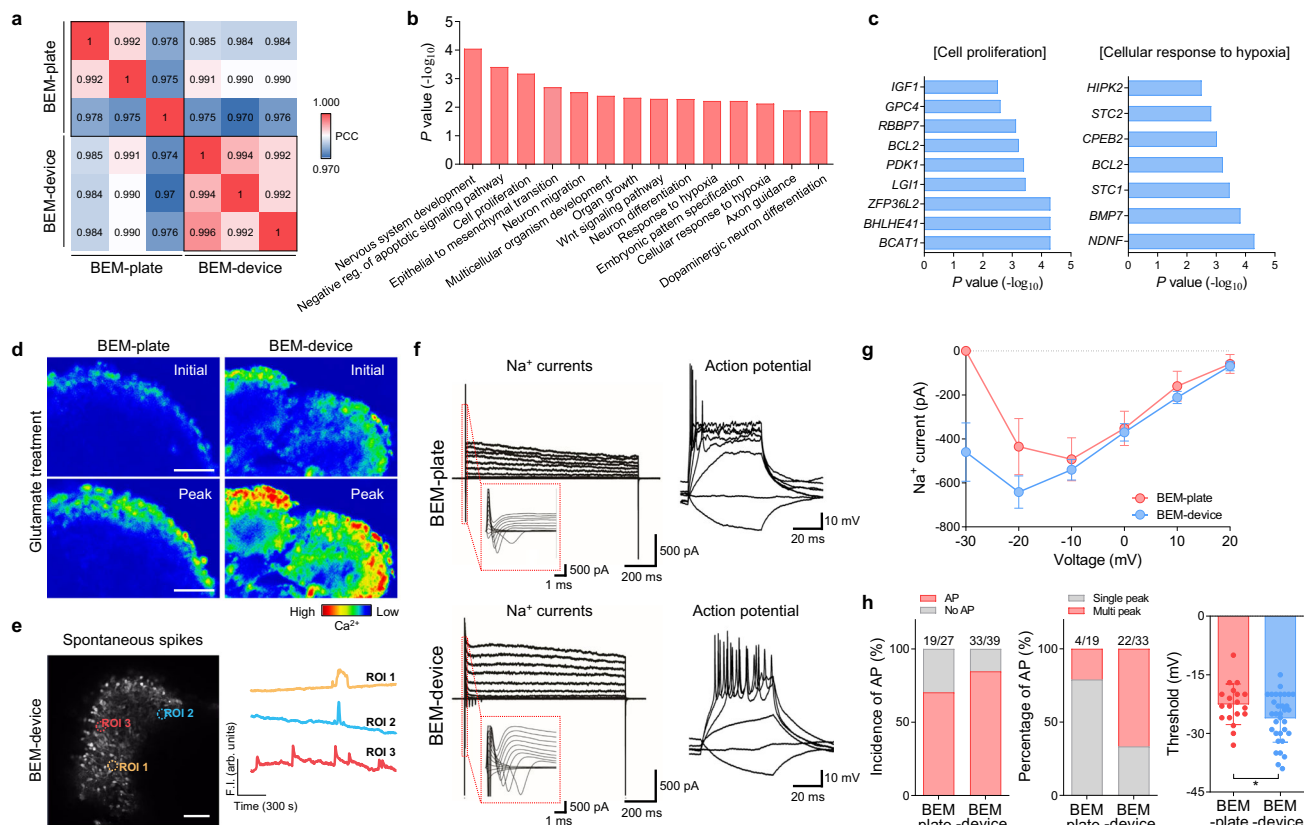 a
BEM-plate
BEM-device
1 0.992 0.978 0.985 0.984 0.984
0.992 1 0.975 0.991 0.990 0.990
0.978 0.975 1 0.975 0.970 0.976
0.985 0.991 0.974 1 0.994 0.992
0.984 0.990 0.97 0.994 1 0.992
0.984 0.990 0.976 0.996 0.992 1
BEM-plate BEM-device
1.000
PCC
0.970
b
P value (-log10)
5
4
3
2
1
0
Nervous system development
Negative reg. of apoptotic signaling pathway
Cell proliferation
Epithelial to mesenchymal transition
Neuron migration
Multicellular organism development
Organ growth
Wnt signaling pathway
Neuron differentiation
Response to hypoxia
Embryonic pattern specification
Cellular response to hypoxia
Axon guidance
Dopaminergic neuron differentiation
c
[Cell proliferation]
IGF1
GPC4
RBBP7
BCL2
PDK1
LGI1
ZFP36L2
BHLHE41
BCAT1
0 1 2 3 4 5
P value (-log10)
[Cellular response to hypoxia]
HIPK2
STC2
CPEB2
BCL2
STC1
BMP7
NDNF
0 1 2 3 4 5
P value (-log10)
d
BEM-plate BEM-device
Glutamate treatment
Initial Initial
Peak Peak
High Low
Ca2+
e
Spontaneous spikes
BEM-device
ROI 2
ROI 3
ROI 1
ROI 1
ROI 2
ROI 3
F.I. (arb. units)
Time (300 s)
f
Na+ currents Action potential
BEM-plate
500 pA
1 ms
500 pA
200 ms
10 mV
20 ms
Na+ currents Action potential
BEM-device
500 pA
1 ms
500 pA
200 ms
10 mV
20 ms
g
Na+ current (pA)
0
-200
-400
-600
-800
-30 -20 -10 0 10 20
Voltage (mV)
BEM-plate
BEM-device
h
AP
No AP
19/27 33/39
Incidence of AP (%)
100
50
0
BEM BEM
-plate -device
Single peak
Multi peak
4/19 22/33
Percentage of AP (%)
100
50
0
BEM BEM
-plate -device
Threshold (mV)
0
-15
-30
-45
*
BEM BEM
-plate -device